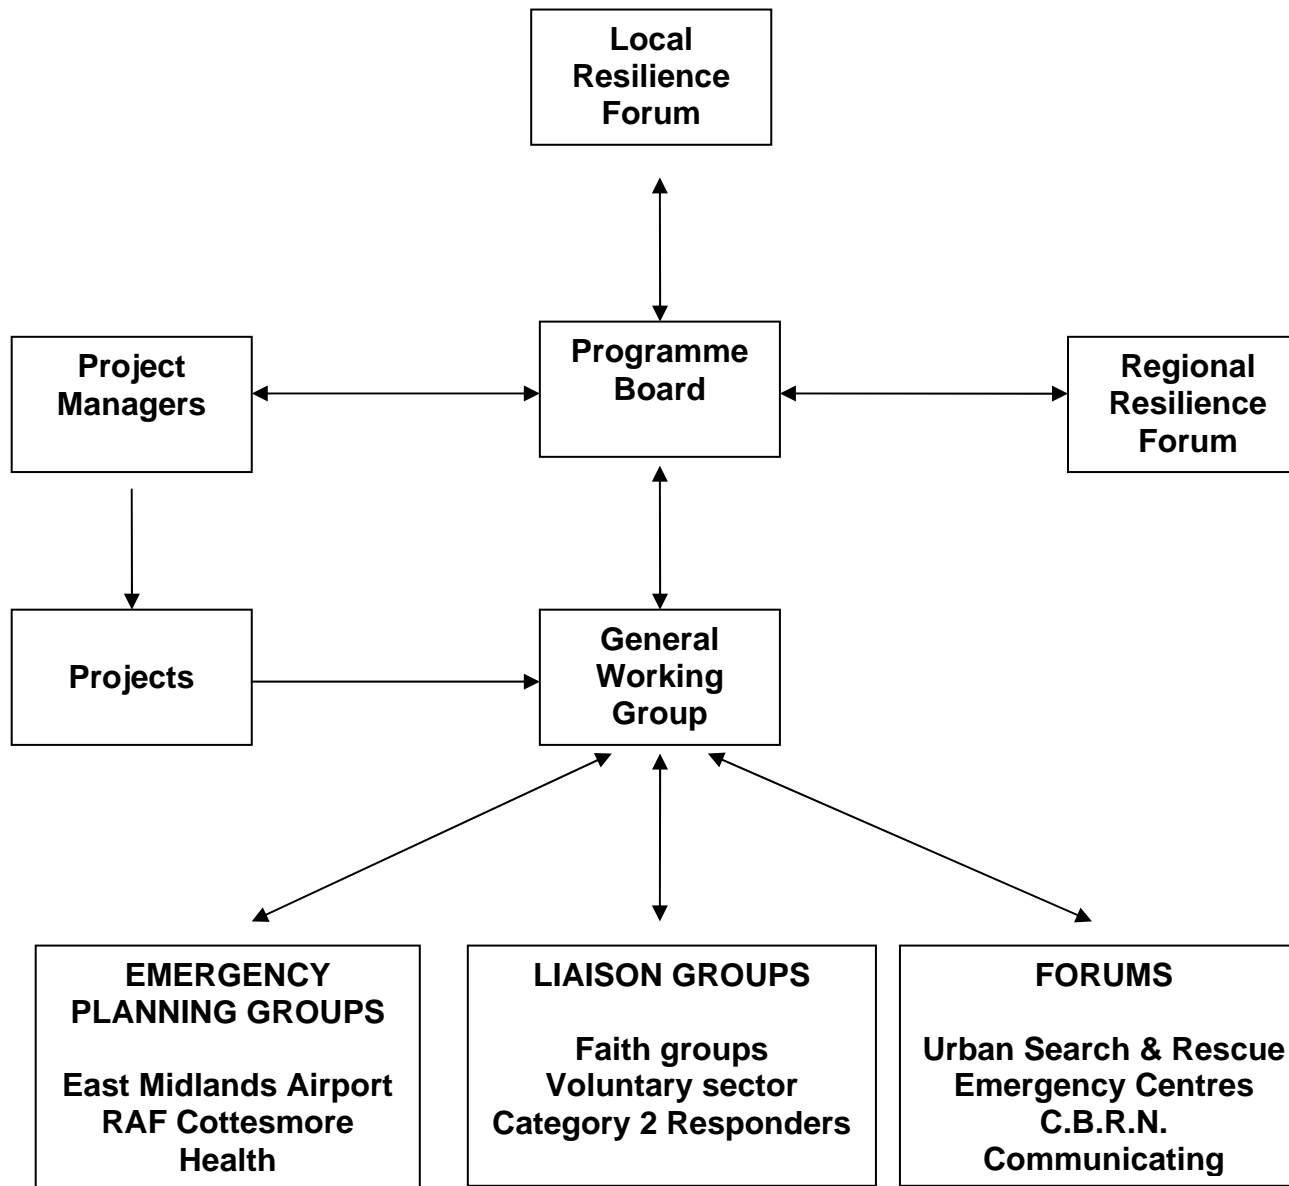 Local
Resilience
Forum
Project
Managers
Programme
Board
Regional
Resilience
Forum
Projects
General
Working
Group
EMERGENCY
PLANNING GROUPS
East Midlands Airport
RAF Cottesmore
Health
LIAISON GROUPS
Faith groups
Voluntary sector
Category 2 Responders
FORUMS
Urban Search & Rescue
Emergency Centres
C.B.R.N.
Communicating